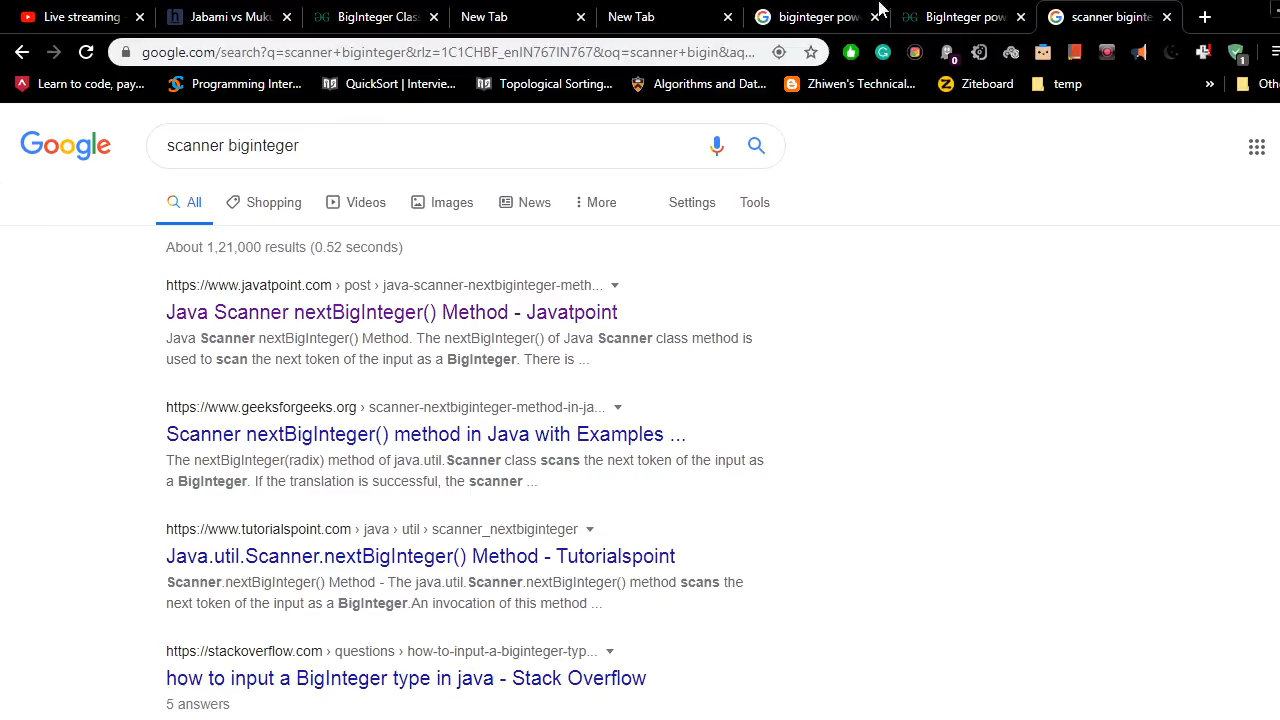 Live streaming
Jabami vs Muku
BigInteger Clas
New Tab
New Tab
biginteger pow
BigInteger pow
scanner biginte
google.com/search?q=scanner+biginteger&rlz=1C1CHBF_enIN767IN767&oq=scanner+bigin&aq...
0
1
Learn to code, pay...
Programming Inter...
QuickSort | Intervie...
Topological Sorting...
Algorithms and Dat...
Zhiwen's Technical...
Ziteboard
temp
»
Othe
Google
scanner biginteger
All
Shopping
Videos
Images
News
More
Settings
Tools
About 1,21,000 results (0.52 seconds)
https://www.javatpoint.com › post › java-scanner-nextbiginteger-meth...
Java Scanner nextBigInteger() Method - Javatpoint
Java Scanner nextBigInteger() Method. The nextBigInteger() of Java Scanner class method is
used to scan the next token of the input as a BigInteger. There is ...
https://www.geeksforgeeks.org › scanner-nextbiginteger-method-in-ja...
Scanner nextBigInteger() method in Java with Examples ...
The nextBigInteger(radix) method of java.util.Scanner class scans the next token of the input as
a BigInteger. If the translation is successful, the scanner ...
https://www.tutorialspoint.com › java › util › scanner_nextbiginteger
Java.util.Scanner.nextBigInteger() Method - Tutorialspoint
Scanner.nextBigInteger() Method - The java.util.Scanner.nextBigInteger() method scans the
next token of the input as a BigInteger.An invocation of this method ...
https://stackoverflow.com › questions › how-to-input-a-biginteger-typ...
how to input a BigInteger type in java - Stack Overflow
5 answers